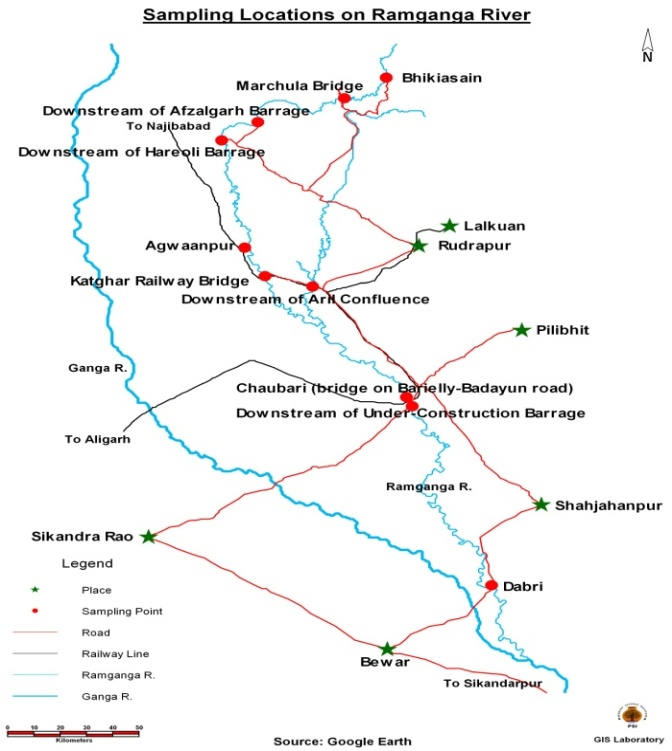 Sampling Locations on Ramganga River
N
Bhikiasain
Marchula Bridge
Downstream of Afzalgarh Barrage
To Najibabad
Downstream of Hareoli Barrage
Lalkuan
Rudrapur
Agwaanpur
Katghar Railway Bridge
Downstream of Aril Confluence
Pilibhit
Ganga R.
Chaubari (bridge on Barielly-Badayun road)
Downstream of Under-Construction Barrage
To Aligarh
Ramganga R.
Shahjahanpur
Sikandra Rao
Legend
Place
Sampling Point
Road
Railway Line
Ramganga R.
Ganga R.
Dabri
Bewar
To Sikandarpur
0 10 20 30 40 50
Kilometers
Source: Google Earth
PSI
GIS Laboratory